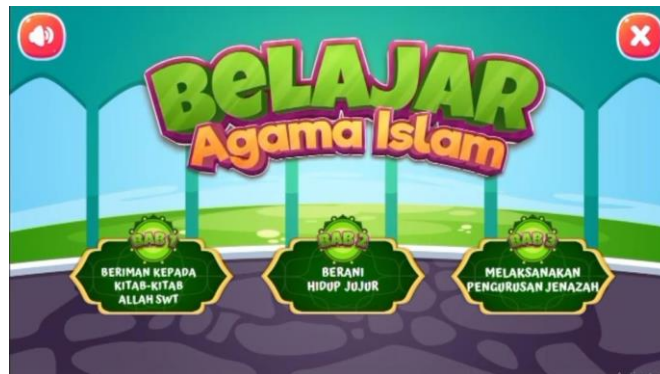 BELAJAR
Agama Islam
BAB 1
BERIMAN KEPADA
KITAB-KITAB
ALLAH SWT
BAB 2
BERANI
HIDUP JUJUR
BAB 3
MELAKSANAKAN
PENGURUSAN JENAZAH